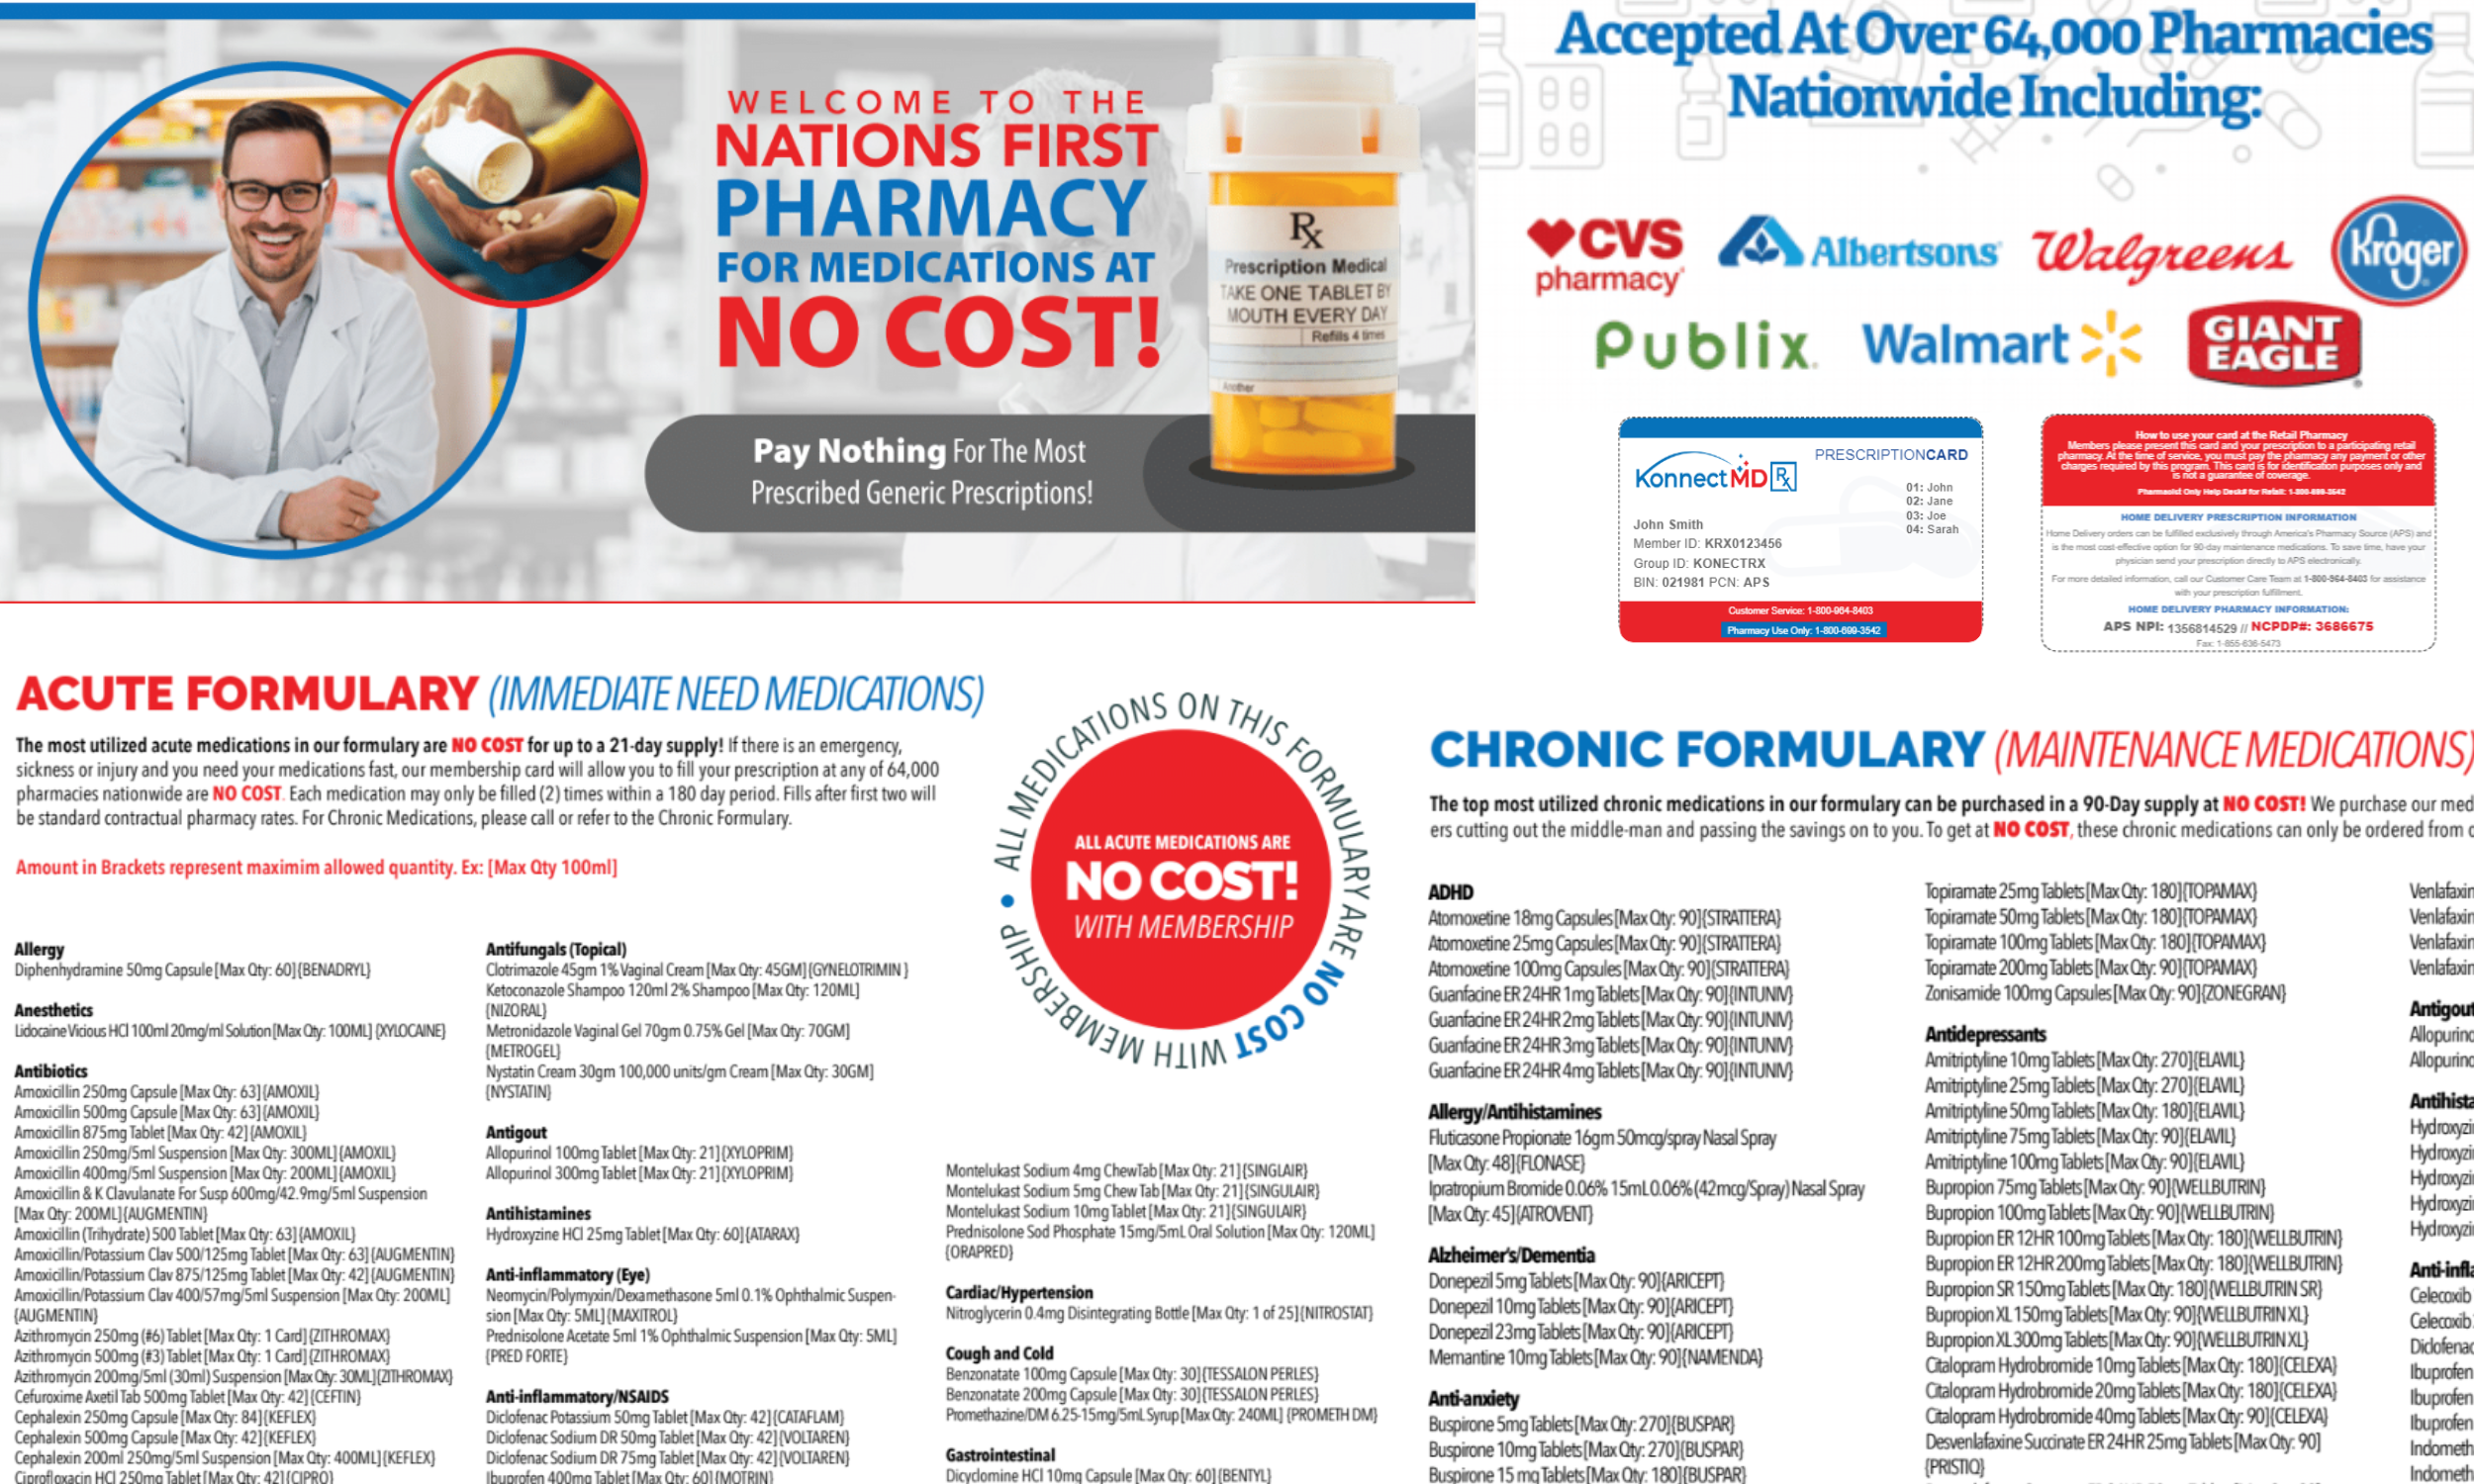 WELCOME TO THE
NATIONS FIRST
PHARMACY
FOR MEDICATIONS AT
NO COST!
Pay Nothing For The Most
Prescribed Generic Prescriptions!
Rx
Prescription Medical
TAKE ONE TABLET BY
MOUTH EVERY DAY
Refills 4 times
Another
Accepted At Over 64,000 Pharmacies
Nationwide Including:
CVS
pharmacy
Albertsons
Walgreens
Kroger
Publix.
Walmart
GIANT
EAGLE
KonnectMD Rx
PRESCRIPTIONCARD
01: John
02: Jane
03: Joe
04: Sarah
John Smith
Member ID: KRX0123456
Group ID: KONECTRX
BIN: 021981 PCN: APS
Customer Service: 1-800-964-8403
Pharmacy Use Only: 1-800-699-3542
How to use your card at the Retail Pharmacy
Members please present this card and your prescription to a participating retail
pharmacy. At the time of service, you must pay the pharmacy any payment or other
charges required by this program. This card is for identification purposes only and
is not a guarantee of coverage.
Pharmacist Only Help Desk# for Retail:
HOME DELIVERY PRESCRIPTION INFORMATION
Home Delivery orders can be fulfilled exclusively through America's Pharmacy Source (APS) and
is the most cost-effective option for 90-day maintenance medications. To save time, have your
physician send your prescription directly to APS electronically.
For more detailed information, call our Customer Care Team at 1-800-964-8403 for assistance
with your prescription fulfillment.
HOME DELIVERY PHARMACY INFORMATION:
APS NPI: 1356814529 // NCPDP#: 3686675
Fax: 1-855-636-5473
ACUTE FORMULARY (IMMEDIATE NEED MEDICATIONS)
The most utilized acute medications in our formulary are NO COST for up to a 21-day supply! If there is an emergency,
sickness or injury and you need your medications fast, our membership card will allow you to fill your prescription at any of 64,000
pharmacies nationwide are NO COST. Each medication may only be filled (2) times within a 180 day period. Fills after first two will
be standard contractual pharmacy rates. For Chronic Medications, please call or refer to the Chronic Formulary.
Amount in Brackets represent maximim allowed quantity. Ex: [Max Qty 100ml]
Allergy
Diphenhydramine 50mg Capsule [Max Qty: 60]{BENADRYL}
Anesthetics
Lidocaine Vicious HCl 100ml 20mg/ml Solution [Max Qty: 100ML] {XYLOCAINE}
Antibiotics
Amoxicillin 250mg Capsule [Max Qty: 63]{AMOXIL}
Amoxicillin 500mg Capsule [Max Qty: 63]{AMOXIL}
Amoxicillin 875mg Tablet [Max Qty: 42]{AMOXIL}
Amoxicillin 250mg/5ml Suspension [Max Qty: 300ML]{AMOXIL}
Amoxicillin 400mg/5ml Suspension [Max Qty: 200ML]{AMOXIL}
Amoxicillin & K Clavulanate For Susp 600mg/42.9mg/5ml Suspension
[Max Qty: 200ML]{AUGMENTIN}
Amoxicillin (Trihydrate) 500 Tablet [Max Qty: 63]{AMOXIL}
Amoxicillin/Potassium Clav 500/125mg Tablet [Max Qty: 63]{AUGMENTIN}
Amoxicillin/Potassium Clav 875/125mg Tablet [Max Qty: 42]{AUGMENTIN}
Amoxicillin/Potassium Clav 400/57mg/5ml Suspension [Max Qty: 200ML]
{AUGMENTIN}
Azithromycin 250mg (#6) Tablet [Max Qty: 1 Card]{ZITHROMAX}
Azithromycin 500mg (#3) Tablet [Max Qty: 1 Card]{ZITHROMAX}
Azithromycin 200mg/5ml (30ml) Suspension [Max Qty: 30ML]{ZITHROMAX}
Cefuroxime Axetil Tab 500mg Tablet [Max Qty: 42]{CEFTIN}
Cephalexin 250mg Capsule [Max Qty: 84]{KEFLEX}
Cephalexin 500mg Capsule [Max Qty: 42]{KEFLEX}
Cephalexin 200ml 250mg/5ml Suspension [Max Qty: 400ML]{KEFLEX}
Ciprofloxacin HCl 250mg Tablet [Max Qty: 42]{CIPRO}
Antifungals (Topical)
Clotrimazole 45gm 1% Vaginal Cream [Max Qty: 45GM]{GYNELOTRIMIN }
Ketoconazole Shampoo 120ml 2% Shampoo [Max Qty: 120ML]
{NIZORAL}
Metronidazole Vaginal Gel 70gm 0.75% Gel [Max Qty: 70GM]
{METROGEL}
Nystatin Cream 30gm 100,000 units/gm Cream [Max Qty: 30GM]
{NYSTATIN}
Antigout
Allopurinol 100mg Tablet [Max Qty: 21]{XYLOPRIM}
Allopurinol 300mg Tablet [Max Qty: 21]{XYLOPRIM}
Antihistamines
Hydroxyzine HCl 25mg Tablet [Max Qty: 60]{ATARAX}
Anti-inflammatory (Eye)
Neomycin/Polymyxin/Dexamethasone 5ml 0.1% Ophthalmic Suspen-
sion [Max Qty: 5ML]{MAXITROL}
Prednisolone Acetate 5ml 1% Ophthalmic Suspension [Max Qty: 5ML]
{PRED FORTE}
Anti-inflammatory/NSAIDS
Diclofenac Potassium 50mg Tablet [Max Qty: 42]{CATAFLAM}
Diclofenac Sodium DR 50mg Tablet [Max Qty: 42]{VOLTAREN}
Diclofenac Sodium DR 75mg Tablet [Max Qty: 42]{VOLTAREN}
Ibuprofen 400mg Tablet [Max Qty: 60]{MOTRIN}
ALL MEDICATIONS ON THIS FORMULARY ARE NO COST WITH MEMBERSHIP •
ALL ACUTE MEDICATIONS ARE
NO COST!
WITH MEMBERSHIP
Montelukast Sodium 4mg ChewTab [Max Qty: 21]{SINGLAIR}
Montelukast Sodium 5mg Chew Tab [Max Qty: 21]{SINGULAIR}
Montelukast Sodium 10mg Tablet [Max Qty: 21]{SINGULAIR}
Prednisolone Sod Phosphate 15mg/5mL Oral Solution [Max Qty: 120ML]
{ORAPRED}
Cardiac/Hypertension
Nitroglycerin 0.4mg Disintegrating Bottle [Max Qty: 1 of 25]{NITROSTAT}
Cough and Cold
Benzonatate 100mg Capsule [Max Qty: 30]{TESSALON PERLES}
Benzonatate 200mg Capsule [Max Qty: 30]{TESSALON PERLES}
Promethazine/DM 6.25-15mg/5mL Syrup [Max Qty: 240ML] {PROMETH DM}
Gastrointestinal
Dicyclomine HCl 10mg Capsule [Max Qty: 60]{BENTYL}
CHRONIC FORMULARY (MAINTENANCE MEDICATIONS)
The top most utilized chronic medications in our formulary can be purchased in a 90-Day supply at NO COST! We purchase our med
ers cutting out the middle-man and passing the savings on to you. To get at NO COST, these chronic medications can only be ordered from
ADHD
Atomoxetine 18mg Capsules [Max Qty: 90]{STRATTERA}
Atomoxetine 25mg Capsules [Max Qty: 90]{STRATTERA}
Atomoxetine 100mg Capsules [Max Qty: 90]{STRATTERA}
Guanfacine ER 24HR 1mg Tablets [Max Qty: 90]{INTUNIV}
Guanfacine ER 24HR 2mg Tablets [Max Qty: 90]{INTUNIV}
Guanfacine ER 24HR 3mg Tablets [Max Qty: 90]{INTUNIV}
Guanfacine ER 24HR 4mg Tablets [Max Qty: 90]{INTUNIV}
Allergy/Antihistamines
Fluticasone Propionate 16gm 50mcg/spray Nasal Spray
[Max Qty: 48]{FLONASE}
Ipratropium Bromide 0.06% 15mL 0.06% (42mcg/Spray) Nasal Spray
[Max Qty: 45]{ATROVENT}
Alzheimer's/Dementia
Donepezil 5mg Tablets [Max Qty: 90]{ARICEPT}
Donepezil 10mg Tablets [Max Qty: 90]{ARICEPT}
Donepezil 23mg Tablets [Max Qty: 90]{ARICEPT}
Memantine 10mg Tablets [Max Qty: 90]{NAMENDA}
Anti-anxiety
Buspirone 5mg Tablets [Max Qty: 270]{BUSPAR}
Buspirone 10mg Tablets [Max Qty: 270]{BUSPAR}
Buspirone 15 mg Tablets [Max Qty: 180]{BUSPAR}
Topiramate 25mg Tablets [Max Qty: 180]{TOPAMAX}
Topiramate 50mg Tablets [Max Qty: 180]{TOPAMAX}
Topiramate 100mg Tablets [Max Qty: 180]{TOPAMAX}
Topiramate 200mg Tablets [Max Qty: 90]{TOPAMAX}
Zonisamide 100mg Capsules [Max Qty: 90]{ZONEGRAN}
Antidepressants
Amitriptyline 10mg Tablets [Max Qty: 270]{ELAVIL}
Amitriptyline 25mg Tablets [Max Qty: 270]{ELAVIL}
Amitriptyline 50mg Tablets [Max Qty: 180]{ELAVIL}
Amitriptyline 75mg Tablets [Max Qty: 90]{ELAVIL}
Amitriptyline 100mg Tablets [Max Qty: 90]{ELAVIL}
Bupropion 75mg Tablets [Max Qty: 90]{WELLBUTRIN}
Bupropion 100mg Tablets [Max Qty: 90]{WELLBUTRIN}
Bupropion ER 12HR 100mg Tablets [Max Qty: 180]{WELLBUTRIN}
Bupropion ER 12HR 200mg Tablets [Max Qty: 180]{WELLBUTRIN}
Bupropion SR 150mg Tablets [Max Qty: 180]{WELLBUTRIN SR}
Bupropion XL 150mg Tablets [Max Qty: 90]{WELLBUTRIN XL}
Bupropion XL 300mg Tablets [Max Qty: 90]{WELLBUTRIN XL}
Citalopram Hydrobromide 10mg Tablets [Max Qty: 180]{CELEXA}
Citalopram Hydrobromide 20mg Tablets [Max Qty: 180]{CELEXA}
Citalopram Hydrobromide 40mg Tablets [Max Qty: 90]{CELEXA}
Desvenlafaxine Succinate ER 24HR 25mg Tablets [Max Qty: 90]
{PRISTIQ}
Venlafaxin
Venlafaxin
Venlafaxin
Venlafaxin
Antigout
Allopurino
Allopurino
Antihista
Hydroxyzi
Hydroxyzi
Hydroxyzi
Hydroxyzi
Hydroxyzi
Anti-infla
Celecoxib
Celecoxib
Diclofenac
Ibuprofen
Ibuprofen
Ibuprofen
Indometh
Indometh